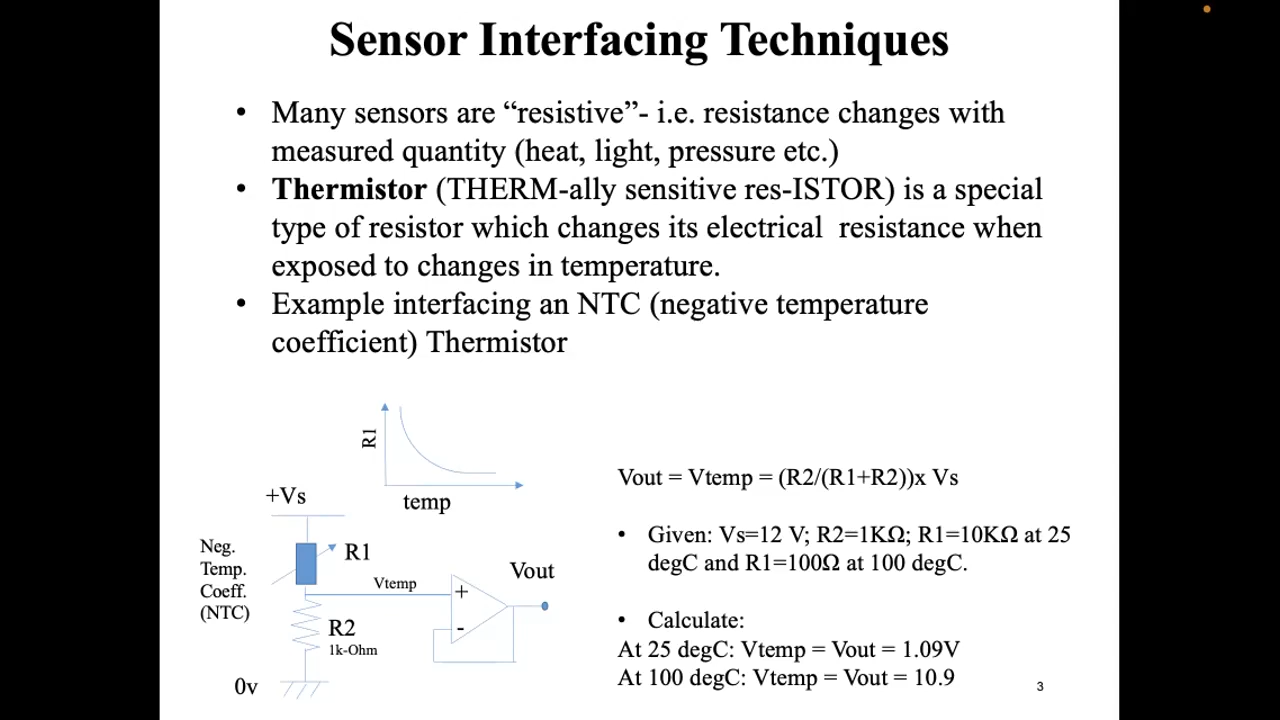 Sensor Interfacing Techniques
• Many sensors are “resistive”- i.e. resistance changes with
measured quantity (heat, light, pressure etc.)
• Thermistor (THERM-ally sensitive res-ISTOR) is a special
type of resistor which changes its electrical  resistance when
exposed to changes in temperature.
• Example interfacing an NTC (negative temperature
coefficient) Thermistor
R1
temp
+Vs
Neg.
Temp.
Coeff.
(NTC)
R1
Vtemp
+
-
Vout
R2
1k-Ohm
0v
Vout = Vtemp = (R2/(R1+R2))x Vs
• Given: Vs=12 V; R2=1KΩ; R1=10KΩ at 25
degC and R1=100Ω at 100 degC.
• Calculate:
At 25 degC: Vtemp = Vout = 1.09V
At 100 degC: Vtemp = Vout = 10.9
3